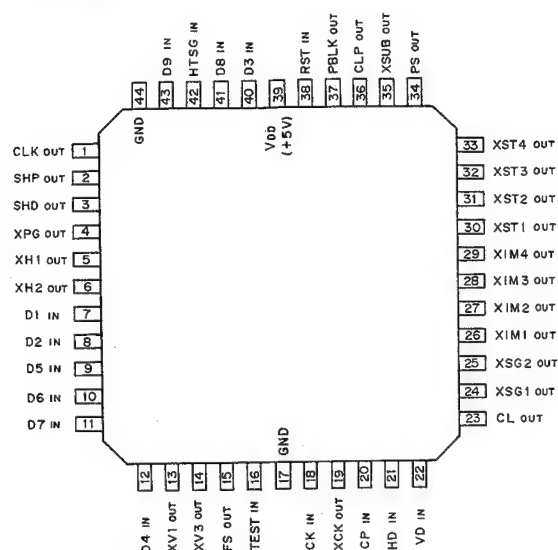 D9 IN
HTSG IN
D8 IN
D3 IN
RST IN
PBLK OUT
CLP OUT
XSUB OUT
PS OUT
44
43
42
41
40
39
38
37
36
35
34
GND
VDD
(+5V)
CLK OUT 1
SHP OUT 2
SHD OUT 3
XPG OUT 4
XH1 OUT 5
XH2 OUT 6
D1 IN 7
D2 IN 8
D5 IN 9
D6 IN 10
D7 IN 11
33 XST4 OUT
32 XST3 OUT
31 XST2 OUT
30 XST1 OUT
29 XIM4 OUT
28 XIM3 OUT
27 XIM2 OUT
26 XIM1 OUT
25 XSG2 OUT
24 XSG1 OUT
23 CL OUT
GND
12
13
14
15
16
17
18
19
20
21
22
D4 IN
XV1 OUT
XV3 OUT
FS OUT
TEST IN
CK IN
XCK OUT
CP IN
HD IN
VD IN